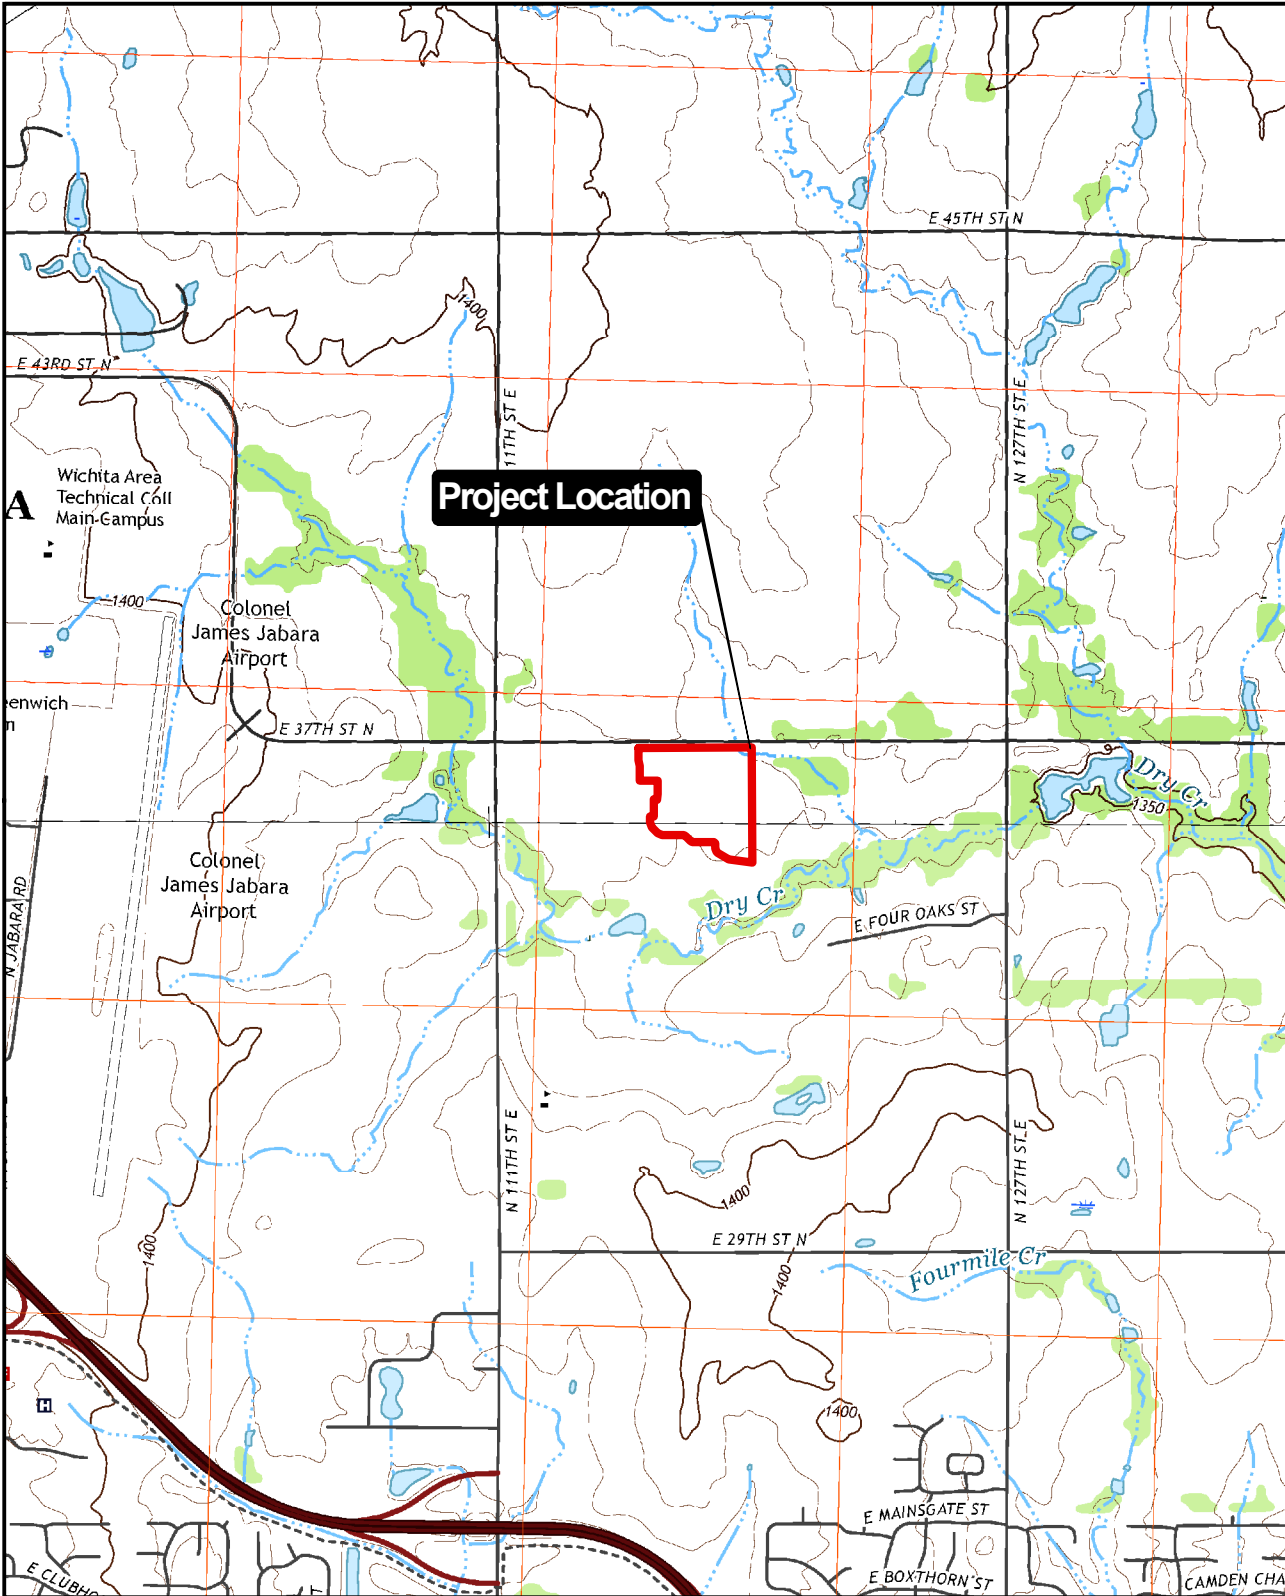 E 45TH ST N
1400
E 43RD ST N
11TH ST E
N 127TH ST E
Wichita Area
Technical Coll
Main Campus
A
Project Location
1400
Colonel
James Jabara
Airport
eenwich
n
E 37TH ST N
Dry Cr
1350
Colonel
James Jabara
Airport
N JABARA RD
Dry Cr
E FOUR OAKS ST
N 111TH ST E
N 127TH ST E
1400
1400
E 29TH ST N
1400
Fourmile Cr
H
1400
E MAINSGATE ST
E CLUBHO
T
E BOXTHORN ST
CAMDEN CHA